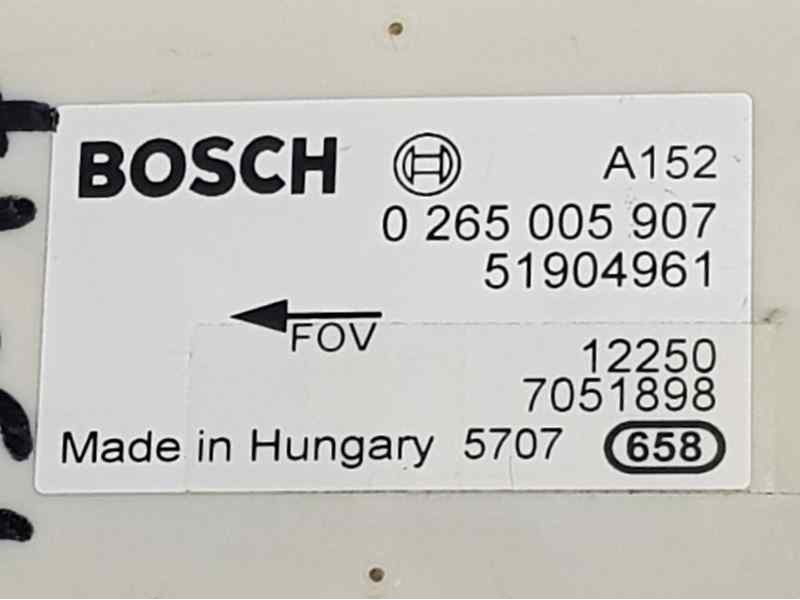 BOSCH A152
0 265 005 907
51904961
FOV
12250
7051898
Made in Hungary 5707 658